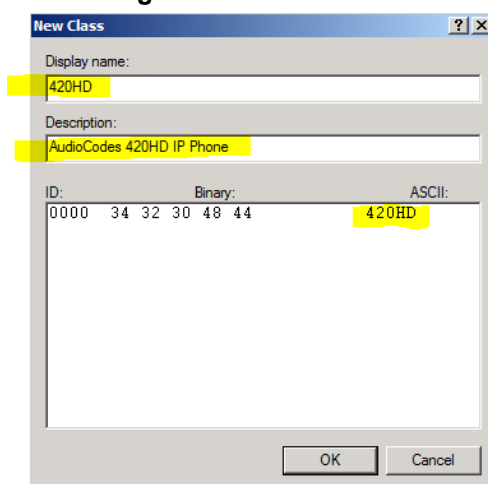 New Class
Display name:
420HD
Description:
AudioCodes 420HD IP Phone
ID: Binary: ASCII:
0000 34 32 30 48 44 420HD
OK Cancel